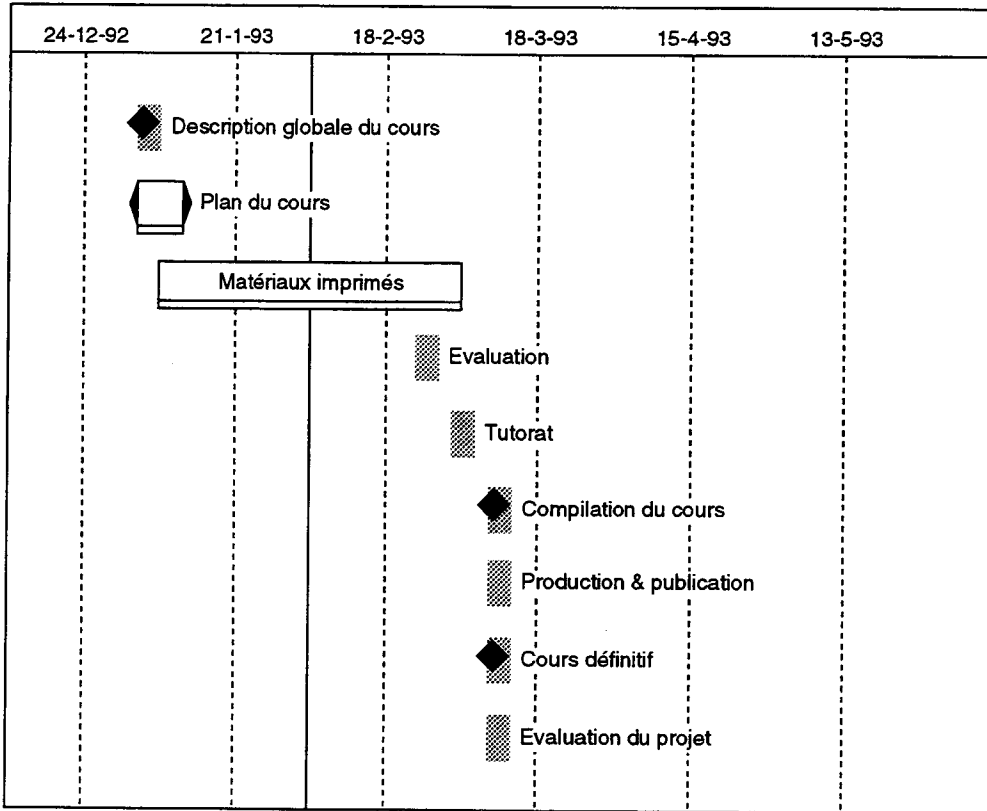 24-12-92 21-1-93 18-2-93 18-3-93 15-4-93 13-5-93
Description globale du cours
Plan du cours
Matériaux imprimés
Evaluation
Tutorat
Compilation du cours
Production & publication
Cours définitif
Evaluation du projet